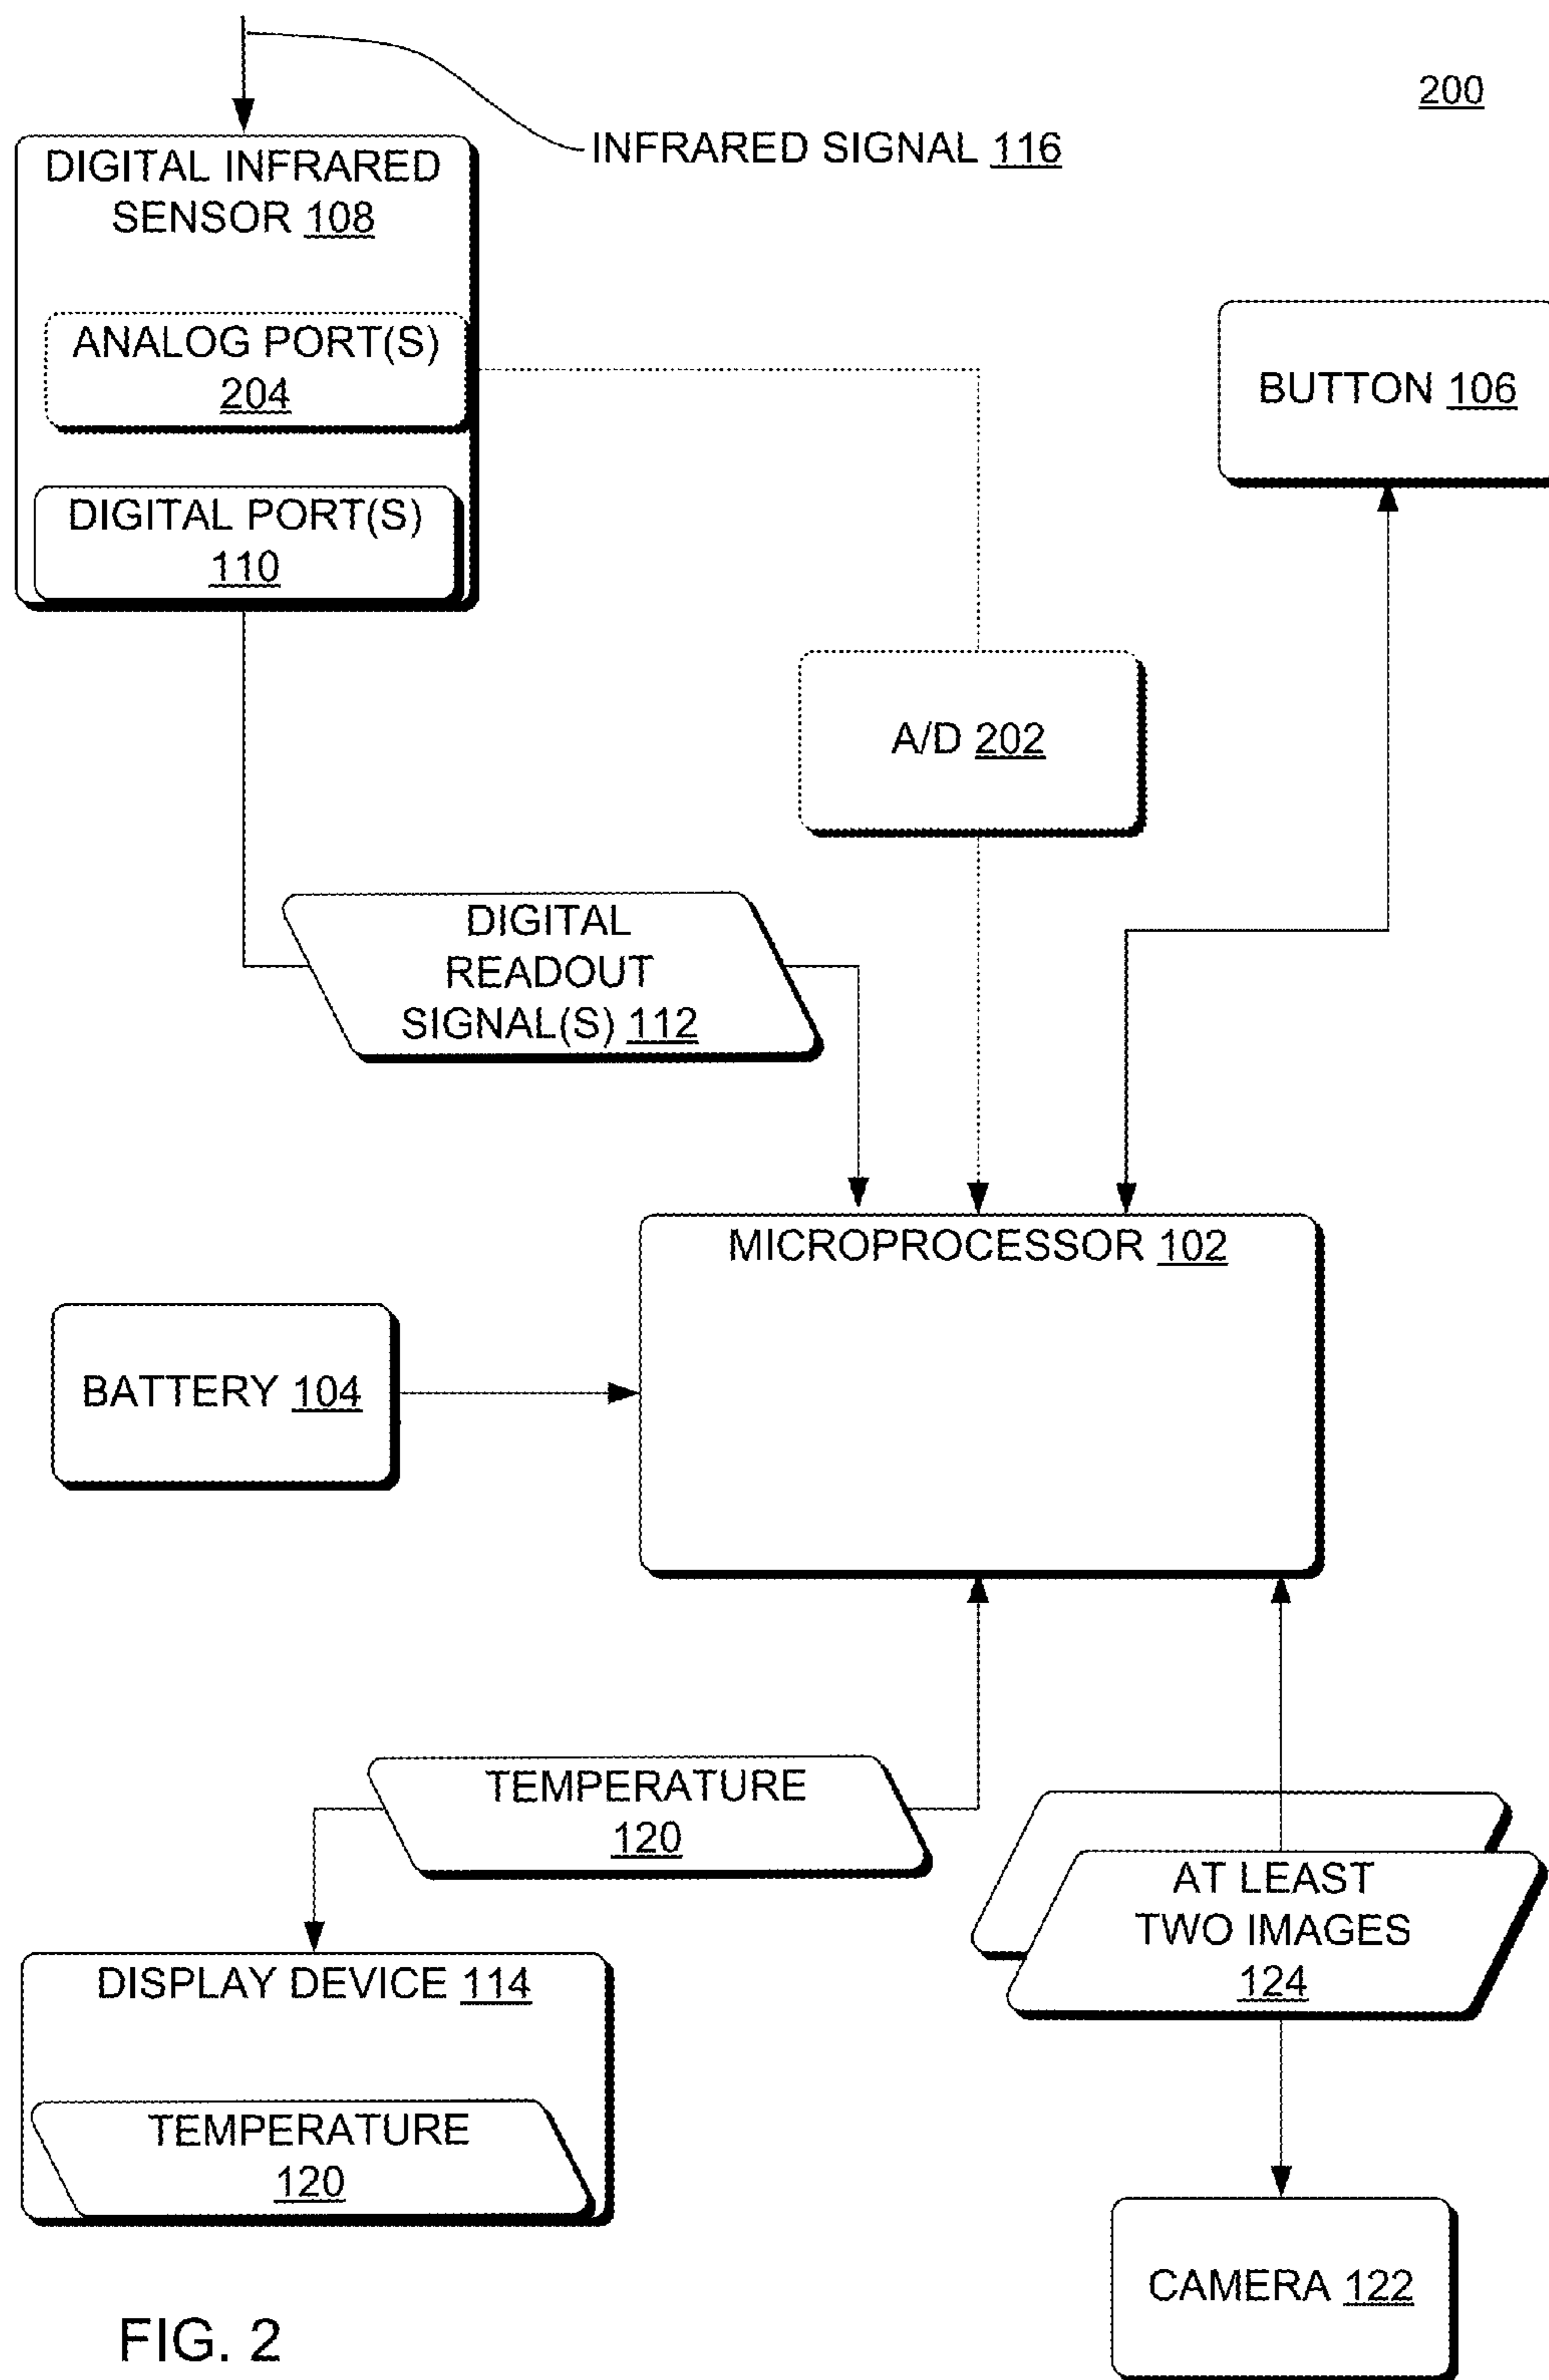 200
INFRARED SIGNAL 116
DIGITAL INFRARED
SENSOR 108
ANALOG PORT(S)
204
DIGITAL PORT(S)
110
BUTTON 106
A/D 202
DIGITAL
READOUT
SIGNAL(S) 112
MICROPROCESSOR 102
BATTERY 104
TEMPERATURE
120
AT LEAST
TWO IMAGES
124
DISPLAY DEVICE 114
TEMPERATURE
120
CAMERA 122
FIG. 2